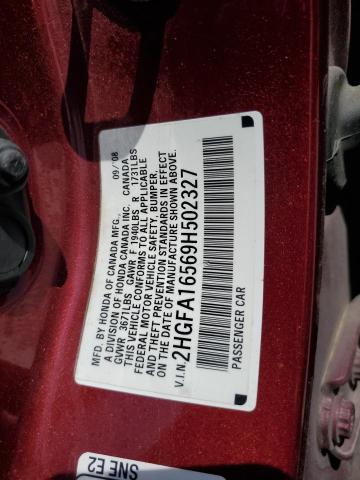 MFD. BY HONDA OF CANADA MFG., 09/'08
A DIVISION OF HONDA CANADA INC. CANADA
GVWR 3671LBS GAWR F 1940LBS R 1731LBS
THIS VEHICLE CONFORMS TO ALL APPLICABLE
FEDERAL MOTOR VEHICLE SAFETY, BUMPER,
AND THEFT PREVENTION STANDARDS IN EFFECT
ON THE DATE OF MANUFACTURE SHOWN ABOVE.
V.I.N. 2HGFA16569H502327
PASSENGER CAR
SNE E2